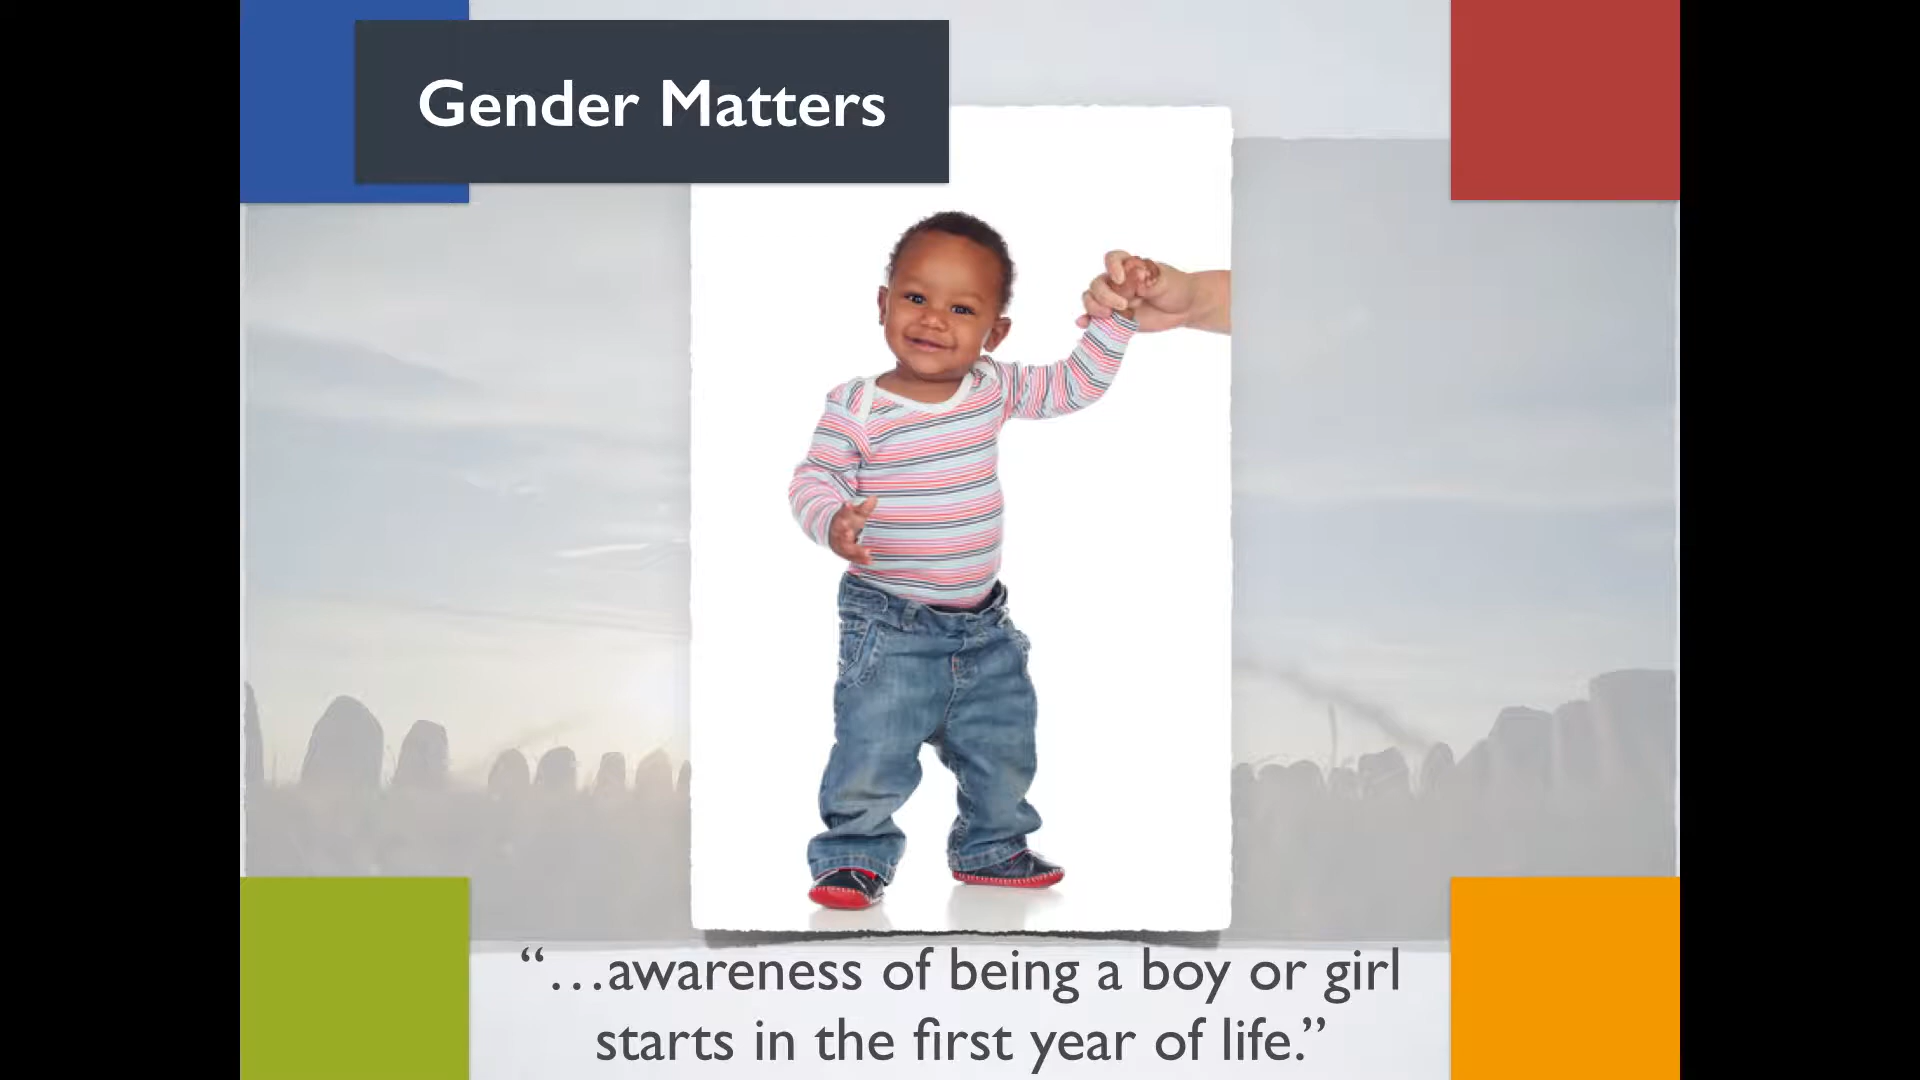 Gender Matters
“…awareness of being a boy or girl
starts in the first year of life.”